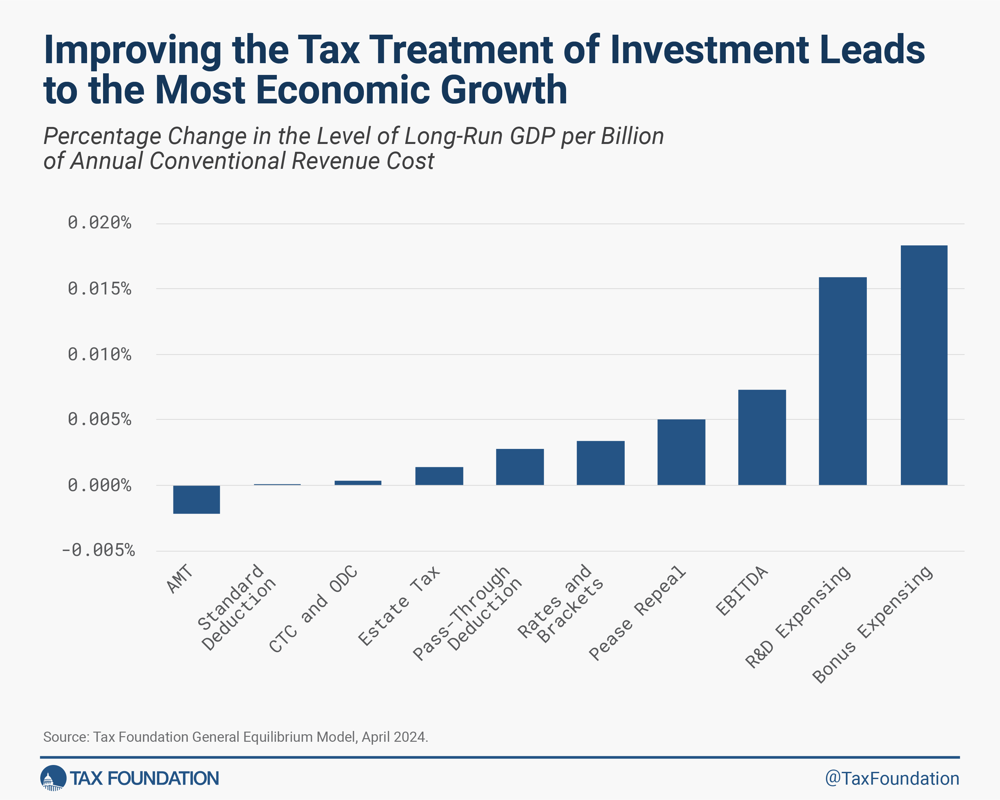 Improving the Tax Treatment of Investment Leads
to the Most Economic Growth
Percentage Change in the Level of Long-Run GDP per Billion
of Annual Conventional Revenue Cost
0.020%
0.015%
0.010%
0.005%
0.000%
-0.005%
AMT
Standard
Deduction
CTC and ODC
Estate Tax
Pass-Through
Deduction
Rates and
Brackets
Pease Repeal
EBITDA
R&D Expensing
Bonus Expensing
Source: Tax Foundation General Equilibrium Model, April 2024.
TAX FOUNDATION
@TaxFoundation